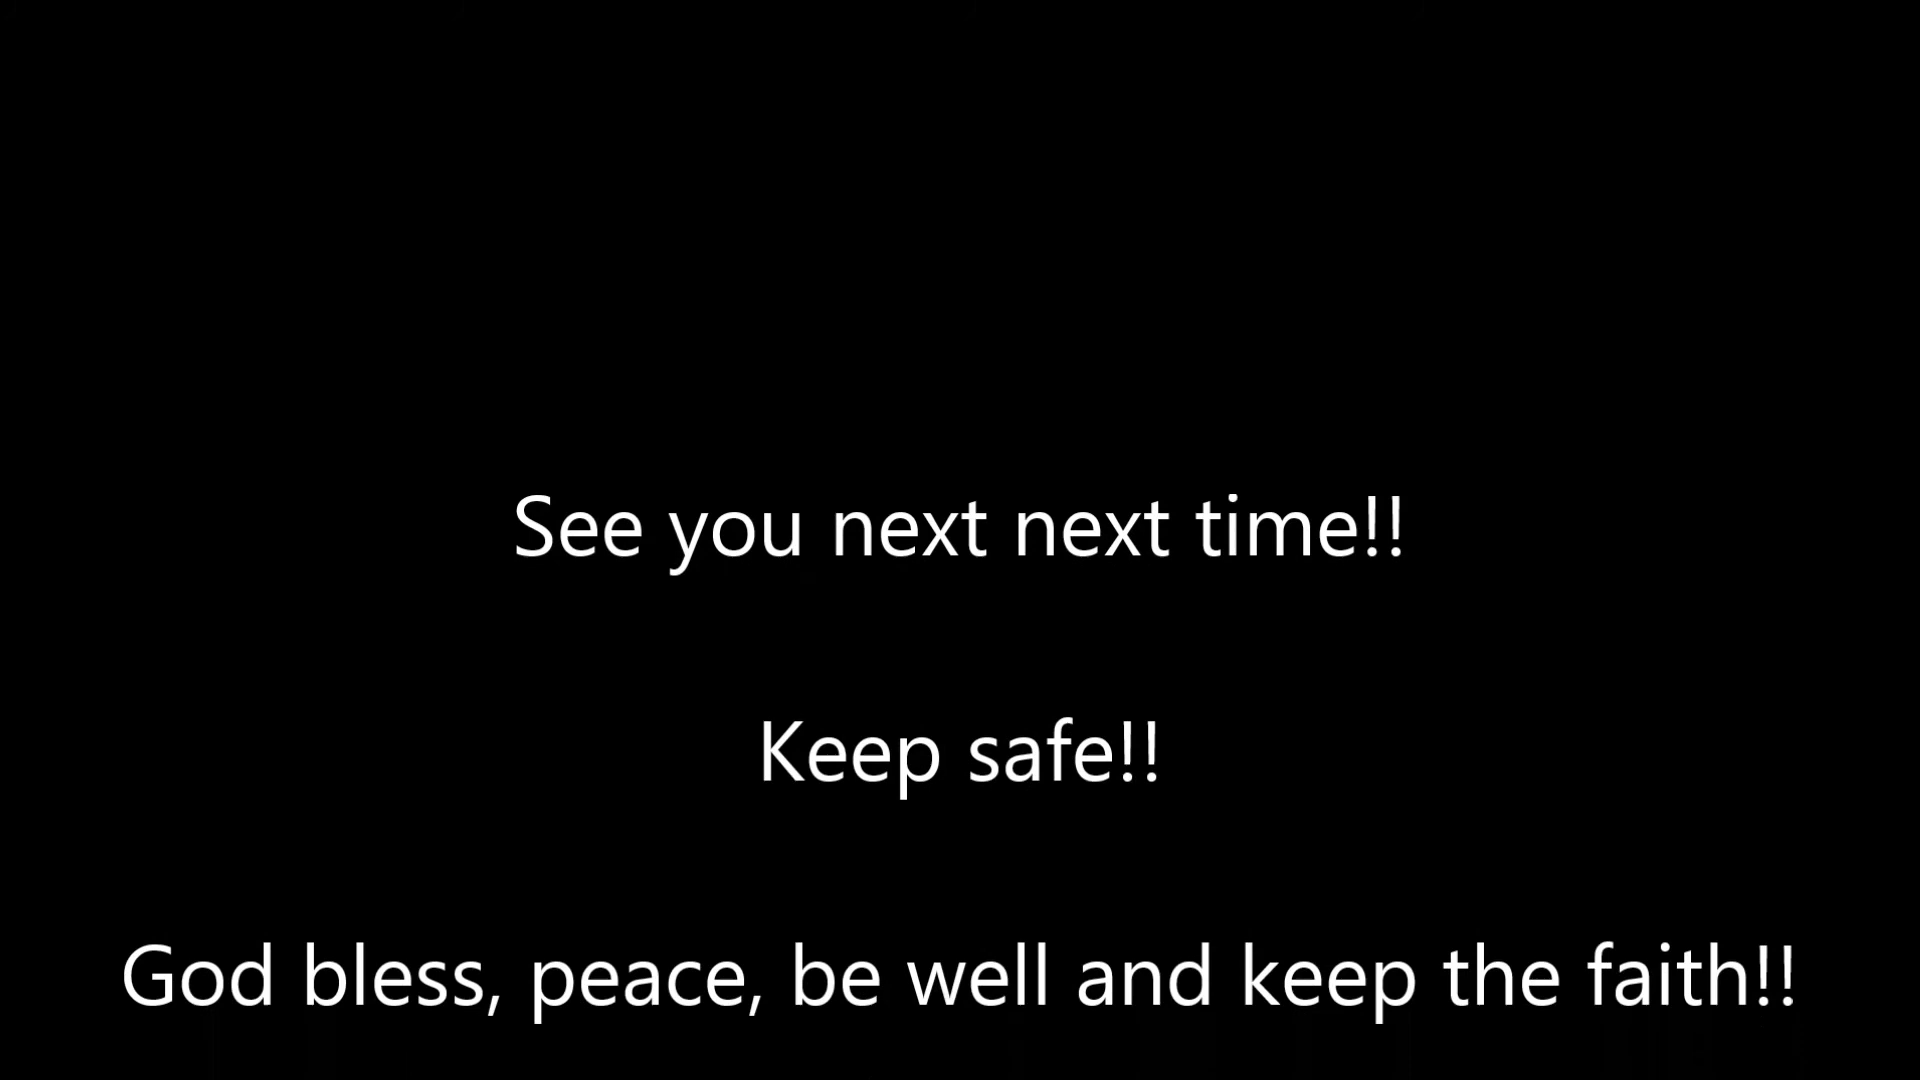 See you next next time!!
Keep safe!!
God bless, peace, be well and keep the faith!!